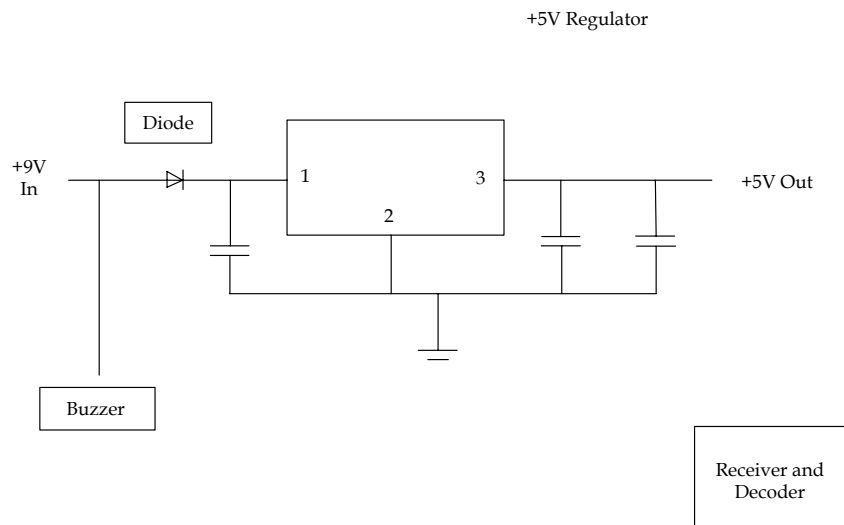 +5V Regulator
Diode
+9V
In
1
3
2
+5V Out
Buzzer
Receiver and
Decoder